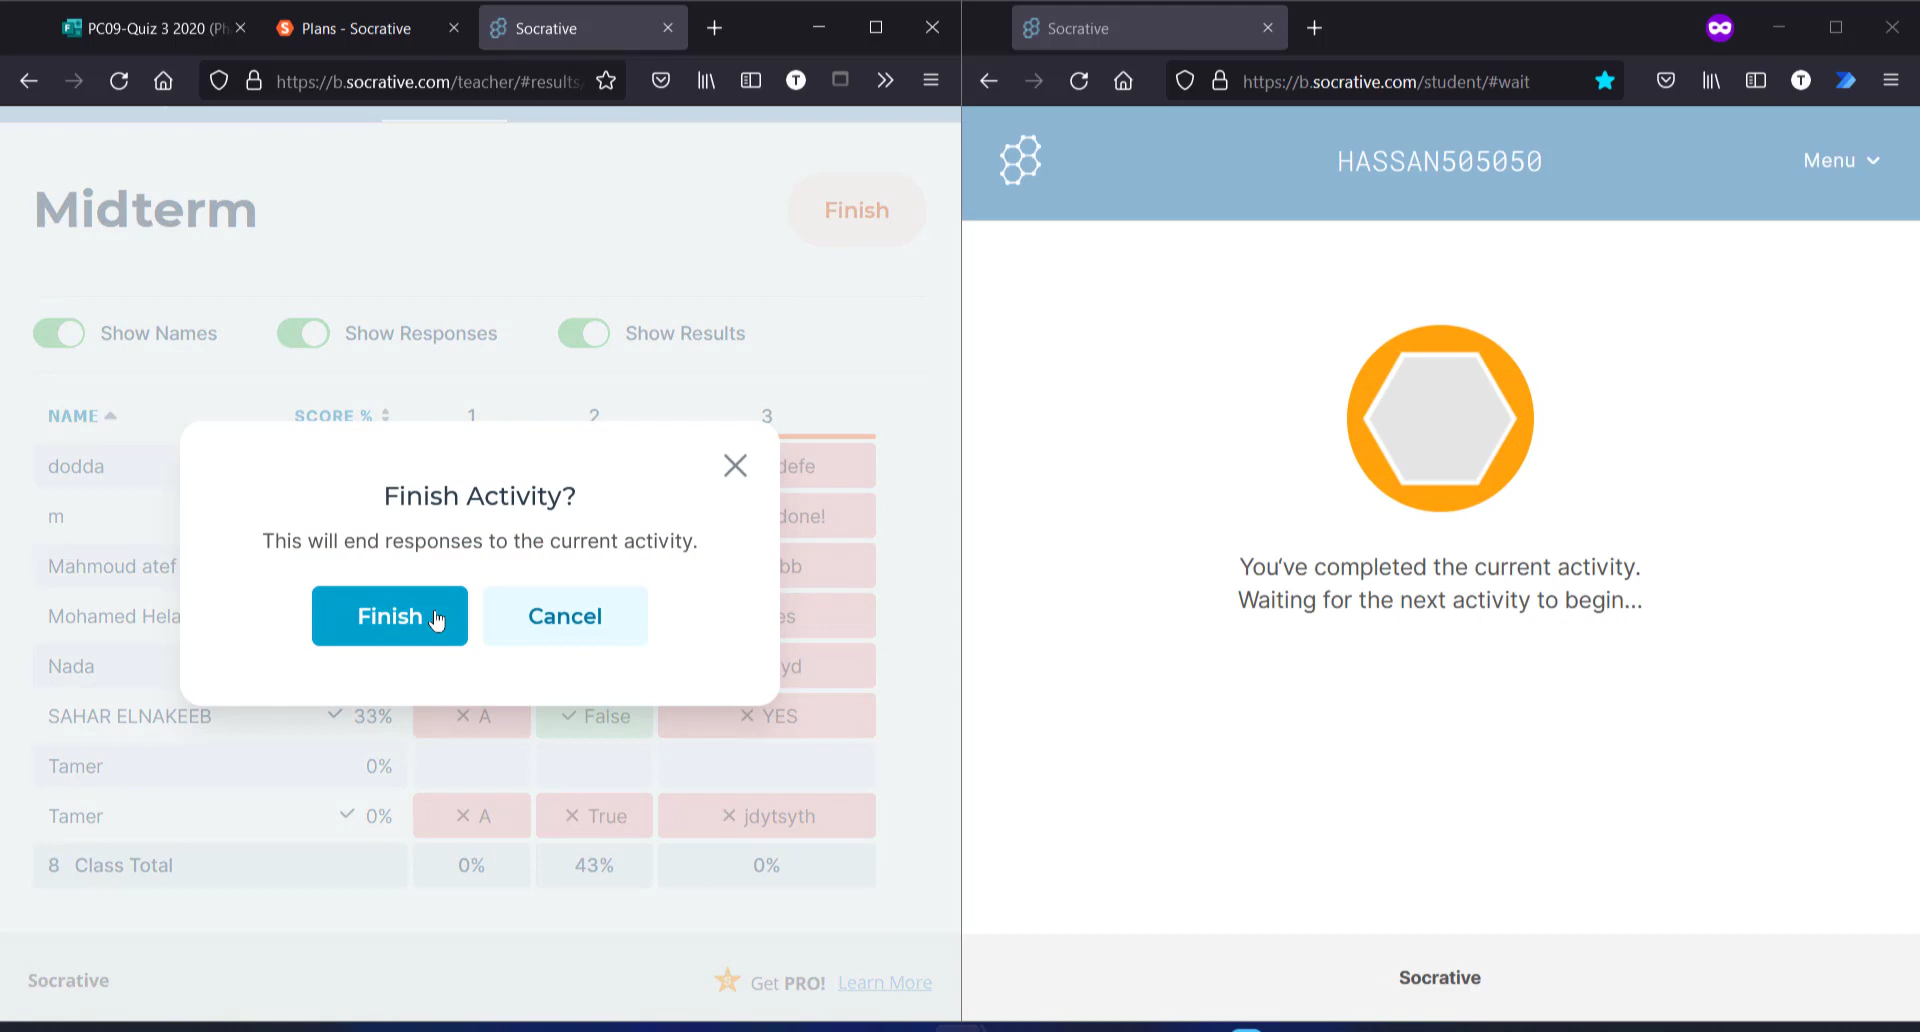 PC09-Quiz 3 2020 (Ph
Plans - Socrative
Socrative
https://b.socrative.com/teacher/#results
Midterm
Finish
Show Names
Show Responses
Show Results
NAME
SCORE %
1
2
3
dodda
defe
m
done!
Mahmoud atef
bb
Mohamed Hela
es
Nada
yd
SAHAR ELNAKEEB
33%
A
False
YES
Tamer
0%
Tamer
0%
A
True
jdytsyth
8 Class Total
0%
43%
0%
Finish Activity?
This will end responses to the current activity.
Finish
Cancel
Socrative
Get PRO! Learn More
Socrative
https://b.socrative.com/student/#wait
HASSAN505050
Menu
You've completed the current activity.
Waiting for the next activity to begin...
Socrative